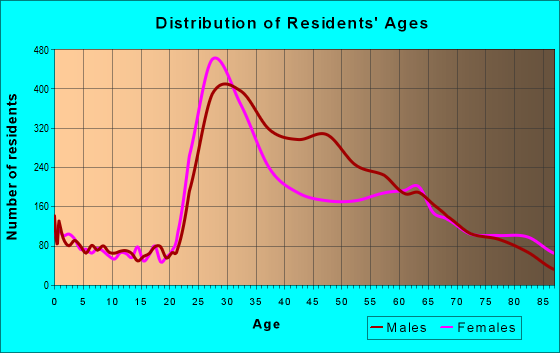 Distribution of Residents' Ages
Number of residents
480
400
320
240
160
80
0
0 5 10 15 20 25 30 35 40 45 50 55 60 65 70 75 80 85
Age
Males Females